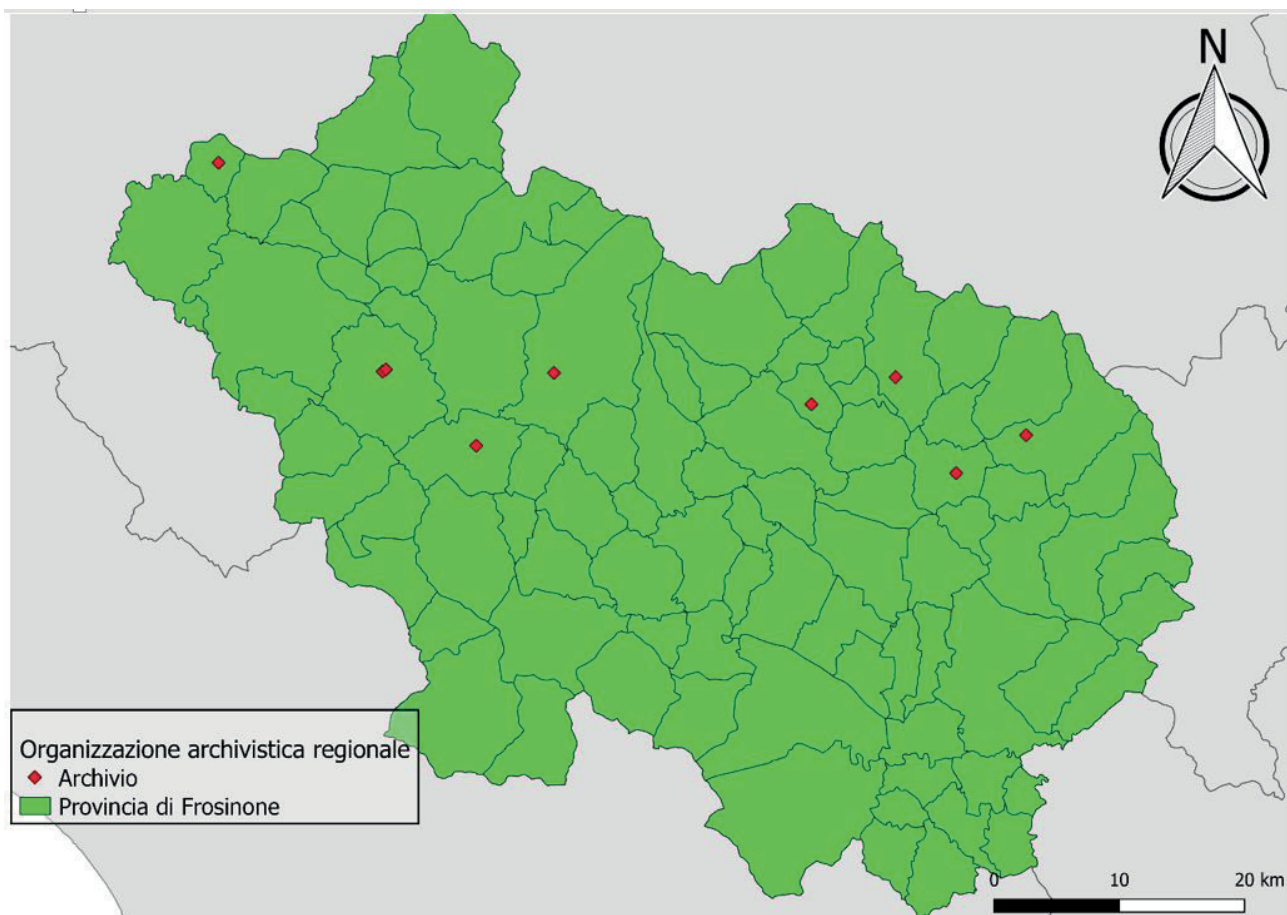 N
Organizzazione archivistica regionale
Archivio
Provincia di Frosinone
0 10 20 km